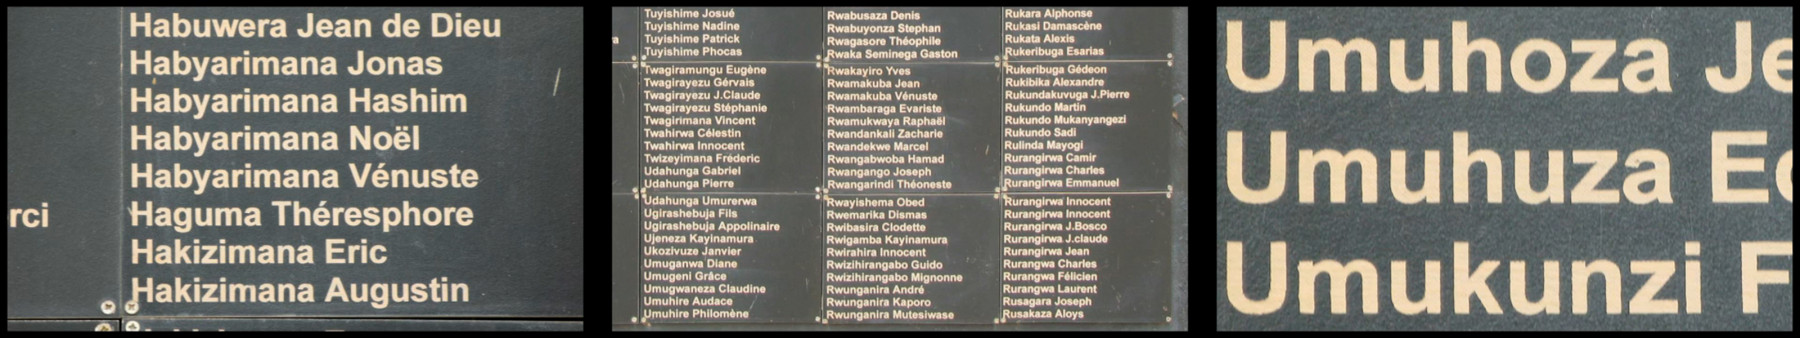 Habuwera Jean de Dieu
Habyarimana Jonas
Habyarimana Hashim
Habyarimana Noël
Habyarimana Vénuste
rci
Haguma Théresphore
Hakizimana Eric
Hakizimana Augustin
Tuyishime Josué
Tuyishime Nadine
Tuyishime Patrick
Tuyishime Phocas
Twagiramungu Eugène
Twagirayezu Gérvais
Twagirayezu J.Claude
Twagirayezu Stéphanie
Twagirimana Vincent
Twahirwa Célestin
Twahirwa Innocent
Twizeyimana Fréderic
Udahunga Gabriel
Udahunga Pierre
Udahunga Umurerwa
Ugirashebuja Fils
Ugirashebuja Appolinaire
Ujeneza Kayinamura
Ukozivuze Janvier
Umuganwa Diane
Umugeni Grâce
Umugwaneza Claudine
Umuhire Audace
Umuhire Philomène
Rwabusaza Denis
Rwabuyonza Stephan
Rwagasore Théophile
Rwaka Seminega Gaston
Rwakayiro Yves
Rwamakuba Jean
Rwamakuba Vénuste
Rwambaraga Evariste
Rwamukwaya Raphaël
Rwandankali Zacharie
Rwandekwe Marcel
Rwangabwoba Hamad
Rwangango Joseph
Rwangarindi Théoneste
Rwayishema Obed
Rwemarika Dismas
Rwibasira Clodette
Rwigamba Kayinamura
Rwirahira Innocent
Rwizihirangabo Guido
Rwizihirangabo Mignonne
Rwunganira André
Rwunganira Kaporo
Rwunganira Mutesiwase
Rukara Alphonse
Rukasi Damascène
Rukata Alexis
Rukeribuga Esarias
Rukeribuga Gédeon
Rukibika Alexandre
Rukundakuvuga J.Pierre
Rukundo Martin
Rukundo Mukanyangezi
Rukundo Sadi
Rulinda Mayogi
Rurangirwa Camir
Rurangirwa Charles
Rurangirwa Emmanuel
Rurangirwa Innocent
Rurangirwa Innocent
Rurangirwa J.Bosco
Rurangirwa J.claude
Rurangirwa Jean
Rurangwa Charles
Rurangwa Félicien
Rurangwa Laurent
Rusagara Joseph
Rusakaza Aloys
Umuhoza Je
Umuhuza Ed
Umukunzi F